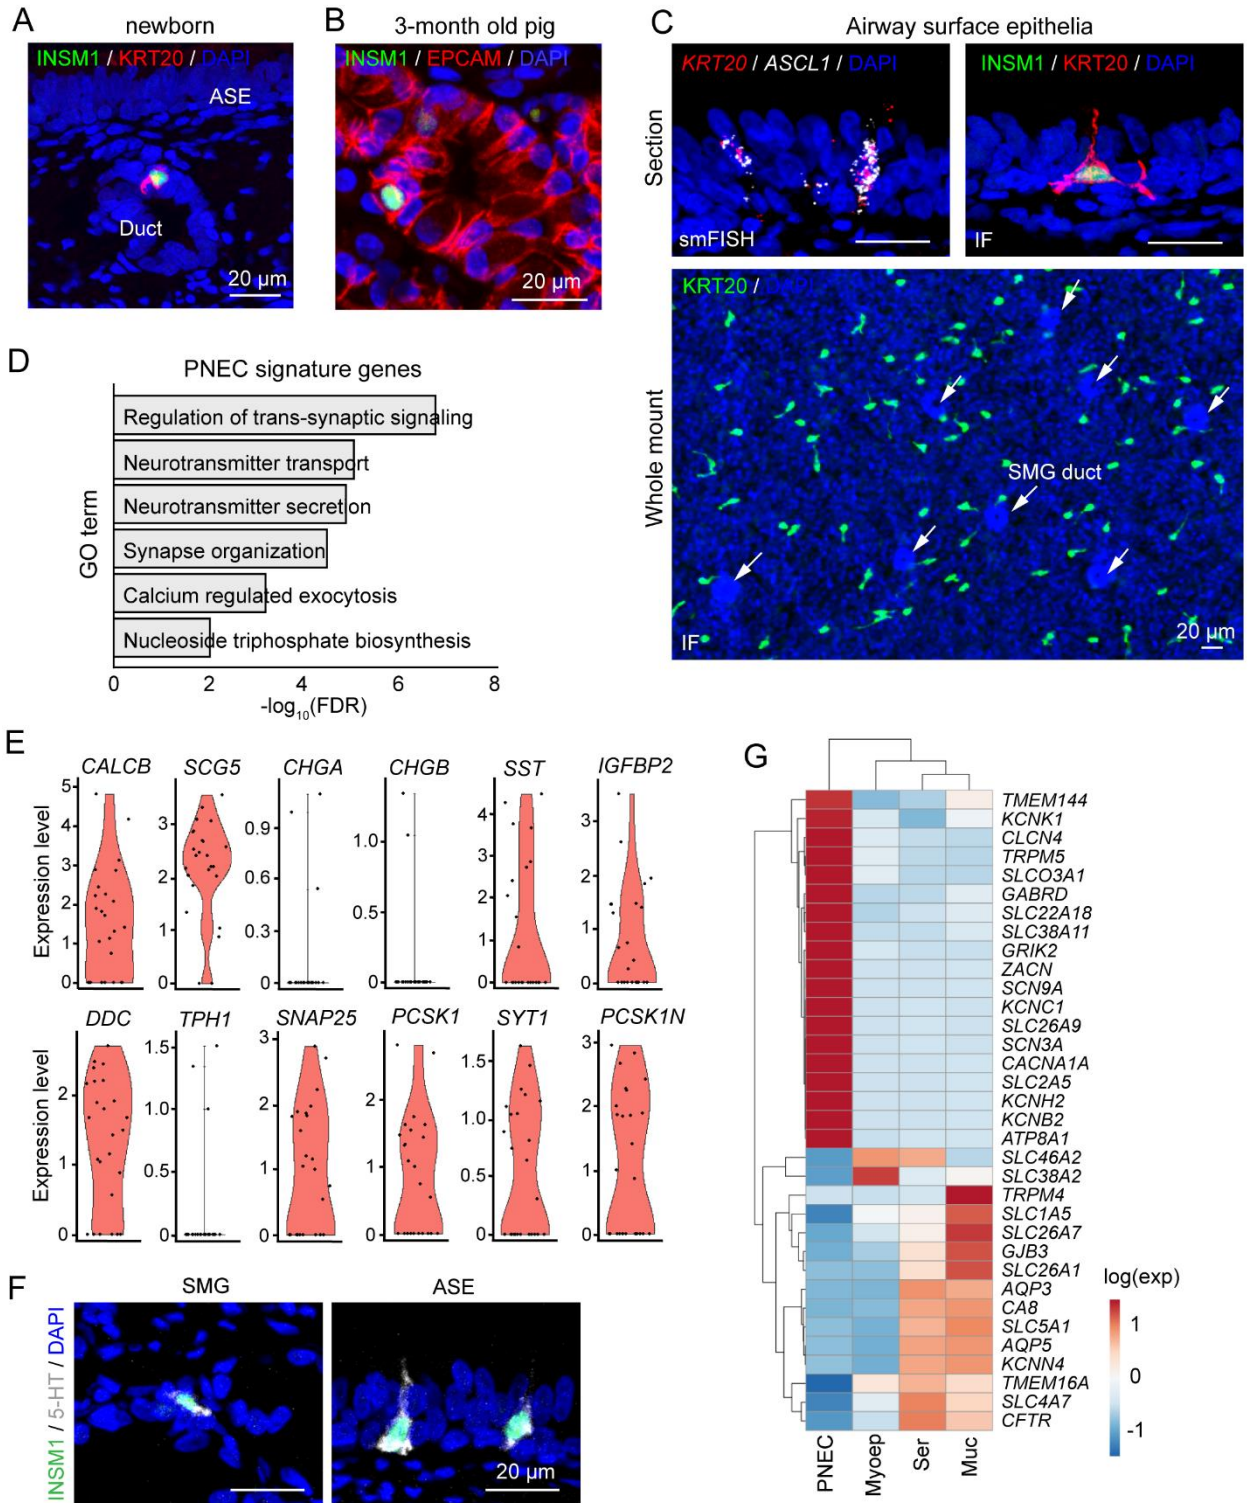 A
newborn
INSM1 / KRT20 / DAPI
ASE
Duct
20 µm
B
3-month old pig
INSM1 / EPCAM / DAPI
20 µm
C
Airway surface epithelia
Section
KRT20 / ASCL1 / DAPI
smFISH
INSM1 / KRT20 / DAPI
IF
Whole mount
KRT20 / DAPI
SMG duct
IF
20 µm
D
PNEC signature genes
GO term
Regulation of trans-synaptic signaling
Neurotransmitter transport
Neurotransmitter secretion
Synapse organization
Calcium regulated exocytosis
Nucleoside triphosphate biosynthesis
0 2 4 6 8
-log10(FDR)
E
CALCB SCG5 CHGA CHGB SST IGFBP2
Expression level
5 4 3 2 1 0
3 2 1 0
0.9 0.6 0.3 0
1.0 0.5 0
4 3 2 1 0
3 2 1 0
DDC TPH1 SNAP25 PCSK1 SYT1 PCSK1N
Expression level
2 1 0
1.5 1.0 0.5 0
3 2 1 0
2 1 0
1.5 1.0 0.5 0
3 2 1 0
F
SMG
ASE
INSM1 / 5-HT / DAPI
20 µm
G
TMEM144
KCNK1
CLCN4
TRPM5
SLCO3A1
GABRD
SLC22A18
SLC38A11
GRIK2
ZACN
SCN9A
KCNC1
SLC26A9
SCN3A
CACNA1A
SLC2A5
KCNH2
KCNB2
ATP8A1
SLC46A2
SLC38A2
TRPM4
SLC1A5
SLC26A7
GJB3
SLC26A1
AQP3
CA8
SLC5A1
AQP5
KCNN4
TMEM16A
SLC4A7
CFTR
PNEC Myoep Ser Muc
log(exp)
1
0
-1